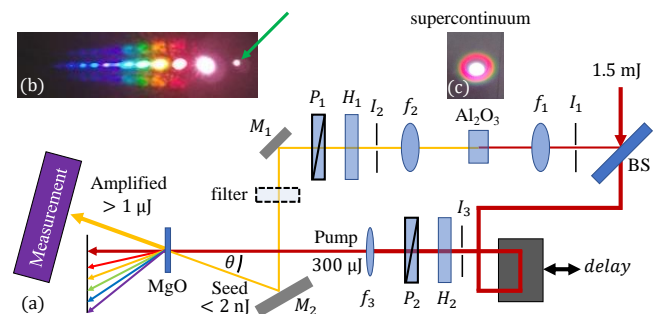 supercontinuum
(b)
(c)
1.5 mJ
P₁ H₁ I₂ f₂ Al₂O₃ f₁ I₁
M₁
BS
filter
Measurement
Amplified
> 1 μJ
I₃
Pump
300 μJ
θ
Seed
< 2 nJ
MgO
M₂
f₃
P₂
H₂
delay
(a)